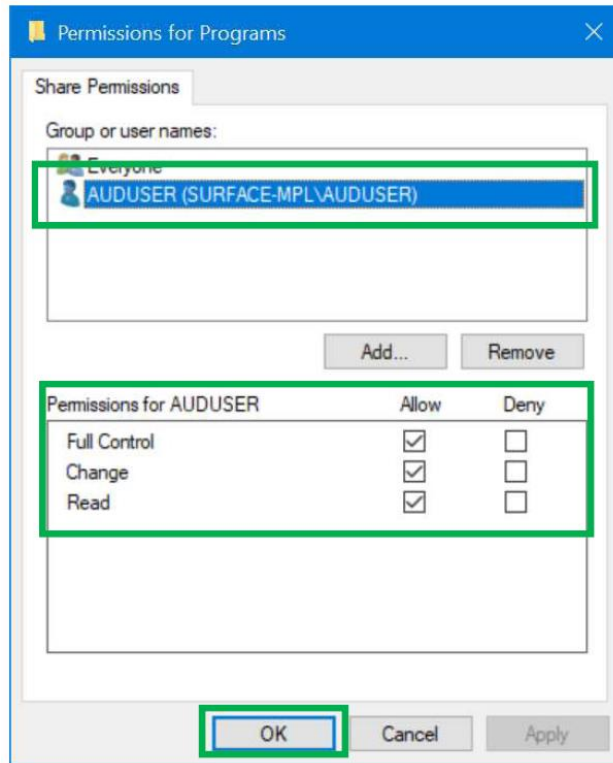 Permissions for Programs
Share Permissions
Group or user names:
Everyone
AUDUSER (SURFACE-MPL\AUDUSER)
Add... Remove
Permissions for AUDUSER Allow Deny
Full Control
Change
Read
OK Cancel Apply